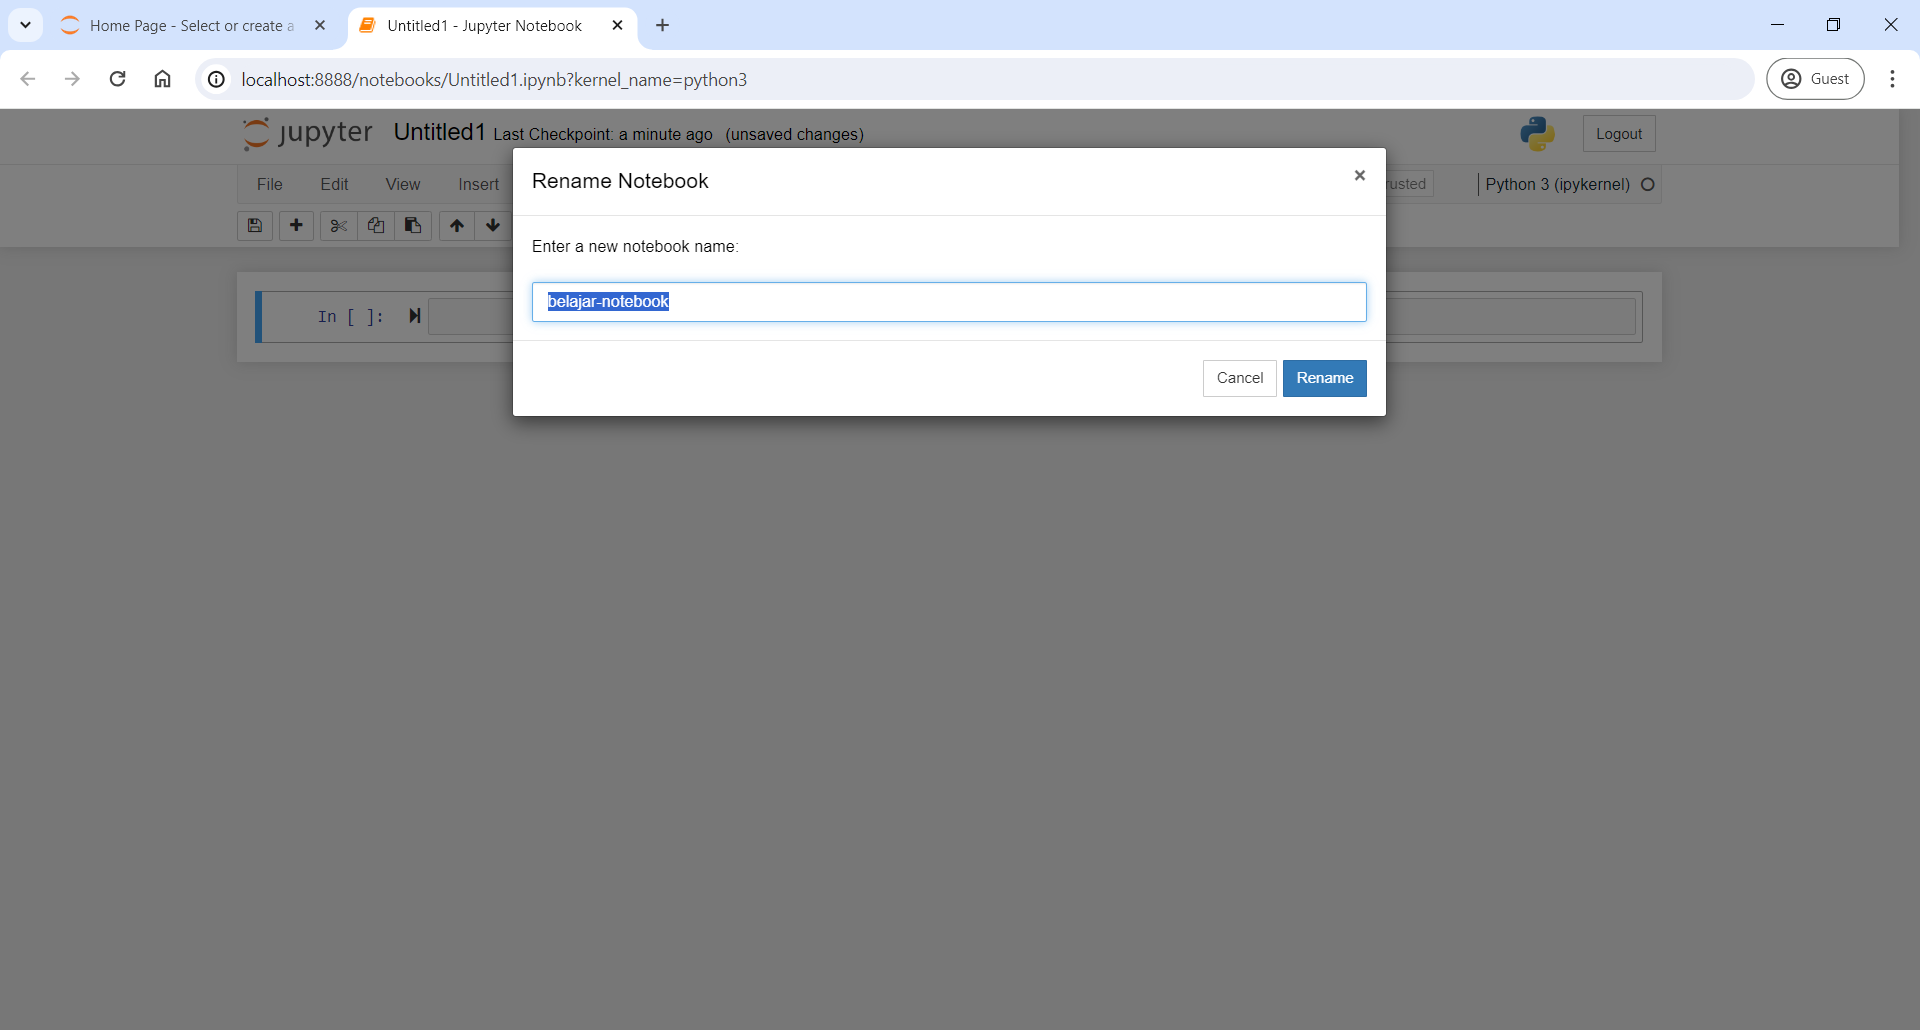 Home Page - Select or create a
Untitled1 - Jupyter Notebook
localhost:8888/notebooks/Untitled1.ipynb?kernel_name=python3
Guest
jupyter Untitled1 Last Checkpoint: a minute ago (unsaved changes)
Logout
File Edit View Insert
rusted
Python 3 (ipykernel)
Rename Notebook
×
Enter a new notebook name:
belajar-notebook
In [ ]:
Cancel Rename